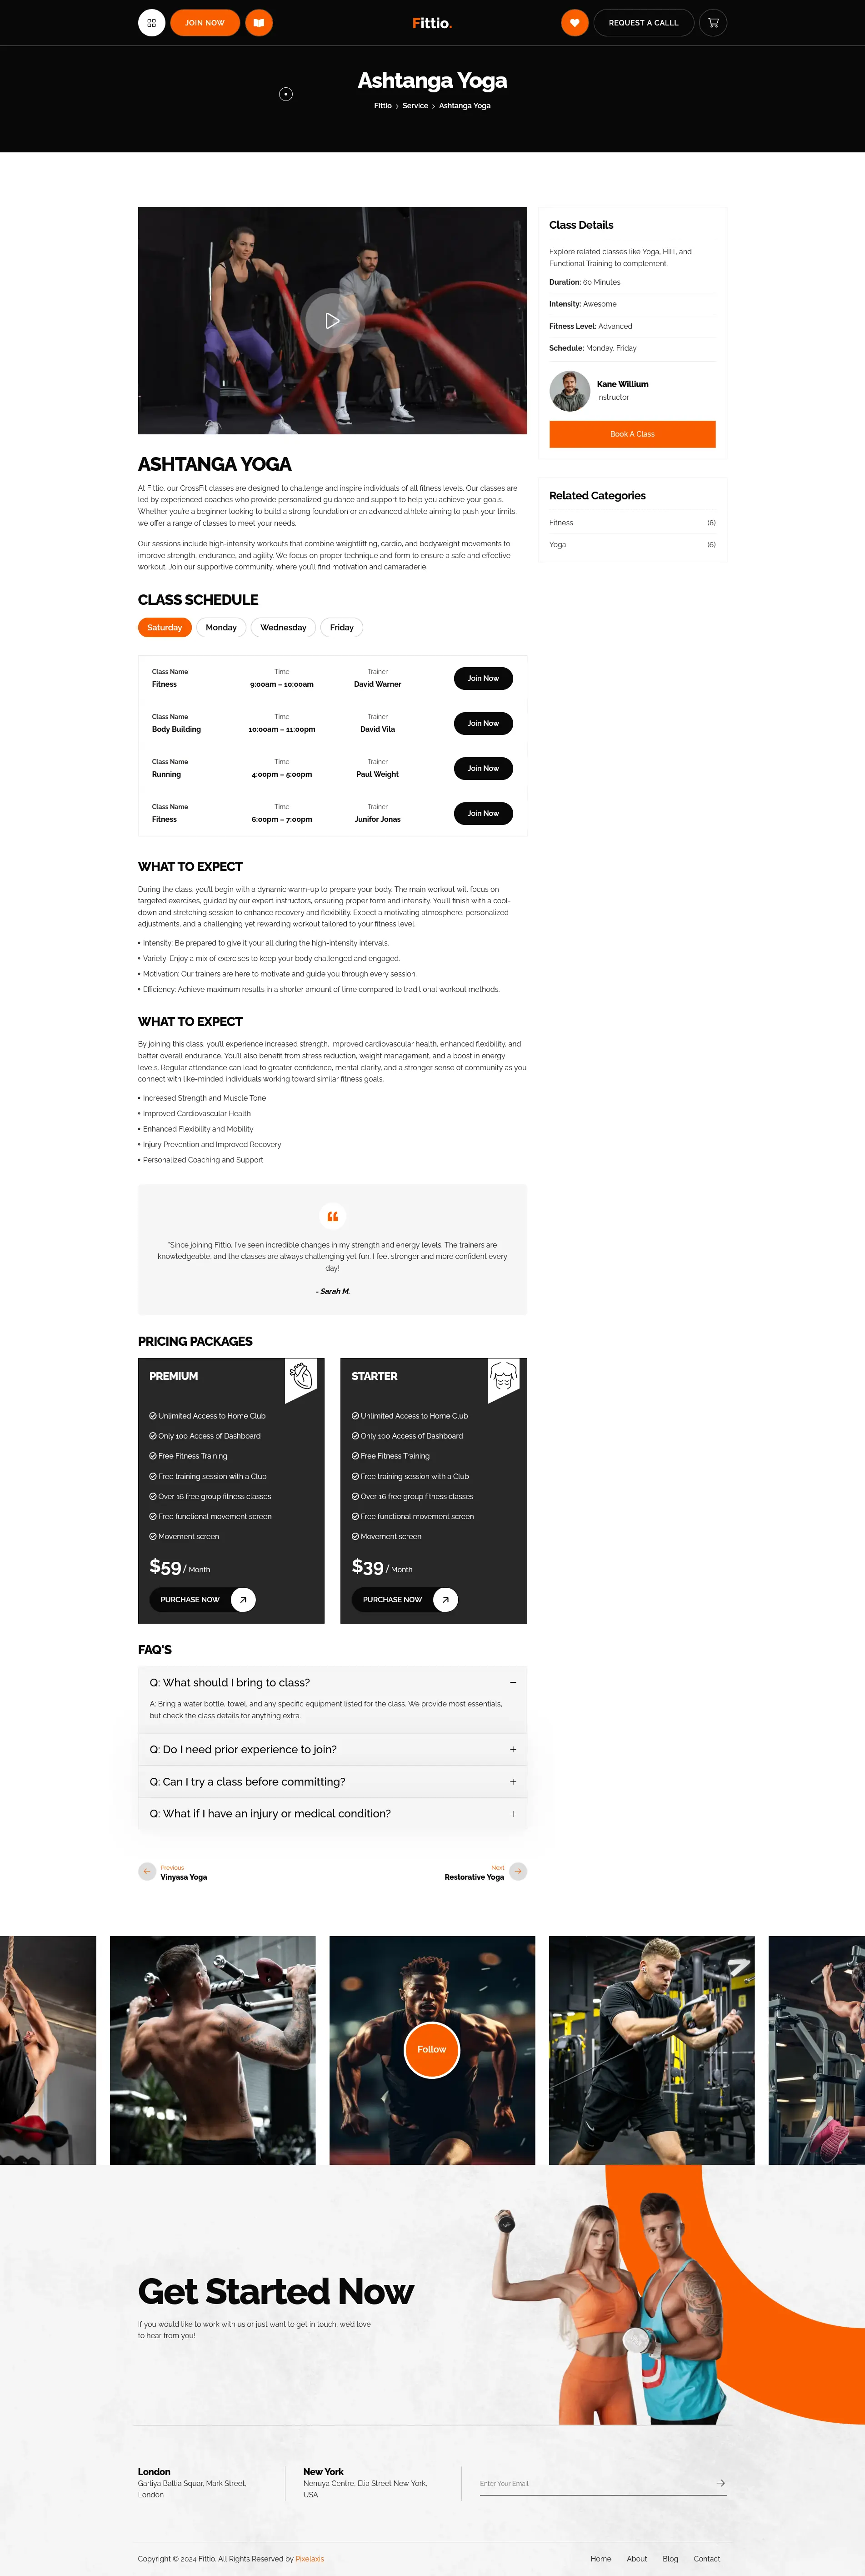 JOIN NOW
Fittio.
REQUEST A CALLL
Ashtanga Yoga
Fittio > Service > Ashtanga Yoga
Class Details
Explore related classes like Yoga, HIIT, and
Functional Training to complement.
Duration: 60 Minutes
Intensity: Awesome
Fitness Level: Advanced
Schedule: Monday, Friday
Kane Willium
Instructor
Book A Class
Related Categories
Fitness (8)
Yoga (6)
ASHTANGA YOGA
At Fittio, our CrossFit classes are designed to challenge and inspire individuals of all fitness levels. Our classes are
led by experienced coaches who provide personalized guidance and support to help you achieve your goals.
Whether you're a beginner looking to build a strong foundation or an advanced athlete aiming to push your limits,
we offer a range of classes to meet your needs.
Our sessions include high-intensity workouts that combine weightlifting, cardio, and bodyweight movements to
improve strength, endurance, and agility. We focus on proper technique and form to ensure a safe and effective
workout. Join our supportive community, where you'll find motivation and camaraderie,
CLASS SCHEDULE
Saturday Monday Wednesday Friday
Class Name Time Trainer
Fitness 9:00am – 10:00am David Warner
Join Now
Class Name Time Trainer
Body Building 10:00am – 11:00pm David Vila
Join Now
Class Name Time Trainer
Running 4:00pm – 5:00pm Paul Weight
Join Now
Class Name Time Trainer
Fitness 6:00pm – 7:00pm Junifor Jonas
Join Now
WHAT TO EXPECT
During the class, you'll begin with a dynamic warm-up to prepare your body. The main workout will focus on
targeted exercises, guided by our expert instructors, ensuring proper form and intensity. You'll finish with a cool-
down and stretching session to enhance recovery and flexibility. Expect a motivating atmosphere, personalized
adjustments, and a challenging yet rewarding workout tailored to your fitness level.
• Intensity: Be prepared to give it your all during the high-intensity intervals.
• Variety: Enjoy a mix of exercises to keep your body challenged and engaged.
• Motivation: Our trainers are here to motivate and guide you through every session.
• Efficiency: Achieve maximum results in a shorter amount of time compared to traditional workout methods.
WHAT TO EXPECT
By joining this class, you'll experience increased strength, improved cardiovascular health, enhanced flexibility, and
better overall endurance. You'll also benefit from stress reduction, weight management, and a boost in energy
levels. Regular attendance can lead to greater confidence, mental clarity, and a stronger sense of community as you
connect with like-minded individuals working toward similar fitness goals.
• Increased Strength and Muscle Tone
• Improved Cardiovascular Health
• Enhanced Flexibility and Mobility
• Injury Prevention and Improved Recovery
• Personalized Coaching and Support
"Since joining Fittio, I've seen incredible changes in my strength and energy levels. The trainers are
knowledgeable, and the classes are always challenging yet fun. I feel stronger and more confident every
day!
- Sarah M.
PRICING PACKAGES
PREMIUM
Unlimited Access to Home Club
Only 100 Access of Dashboard
Free Fitness Training
Free training session with a Club
Over 16 free group fitness classes
Free functional movement screen
Movement screen
$59 / Month
PURCHASE NOW
STARTER
Unlimited Access to Home Club
Only 100 Access of Dashboard
Free Fitness Training
Free training session with a Club
Over 16 free group fitness classes
Free functional movement screen
Movement screen
$39 / Month
PURCHASE NOW
FAQ'S
Q: What should I bring to class?
A: Bring a water bottle, towel, and any specific equipment listed for the class. We provide most essentials,
but check the class details for anything extra.
Q: Do I need prior experience to join?
Q: Can I try a class before committing?
Q: What if I have an injury or medical condition?
Previous
Vinyasa Yoga
Next
Restorative Yoga
Follow
Get Started Now
If you would like to work with us or just want to get in touch, we'd love
to hear from you!
London
Garliya Baltia Squar, Mark Street,
London
New York
Nenuya Centre, Elia Street New York,
USA
Enter Your Email
Copyright © 2024 Fittio. All Rights Reserved by Pixelaxis
Home About Blog Contact